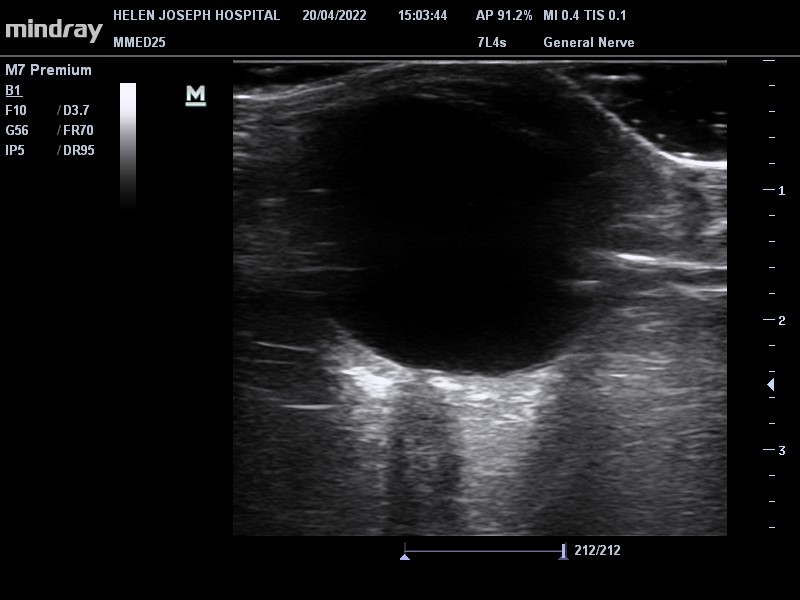 mindray
HELEN JOSEPH HOSPITAL 20/04/2022 15:03:44 AP 91.2% MI 0.4 TIS 0.1
MMED25 7L4s General Nerve
M7 Premium
B1
F10 / D3.7
G56 / FR70
IP5 / DR95
M
1
2
3
212/212